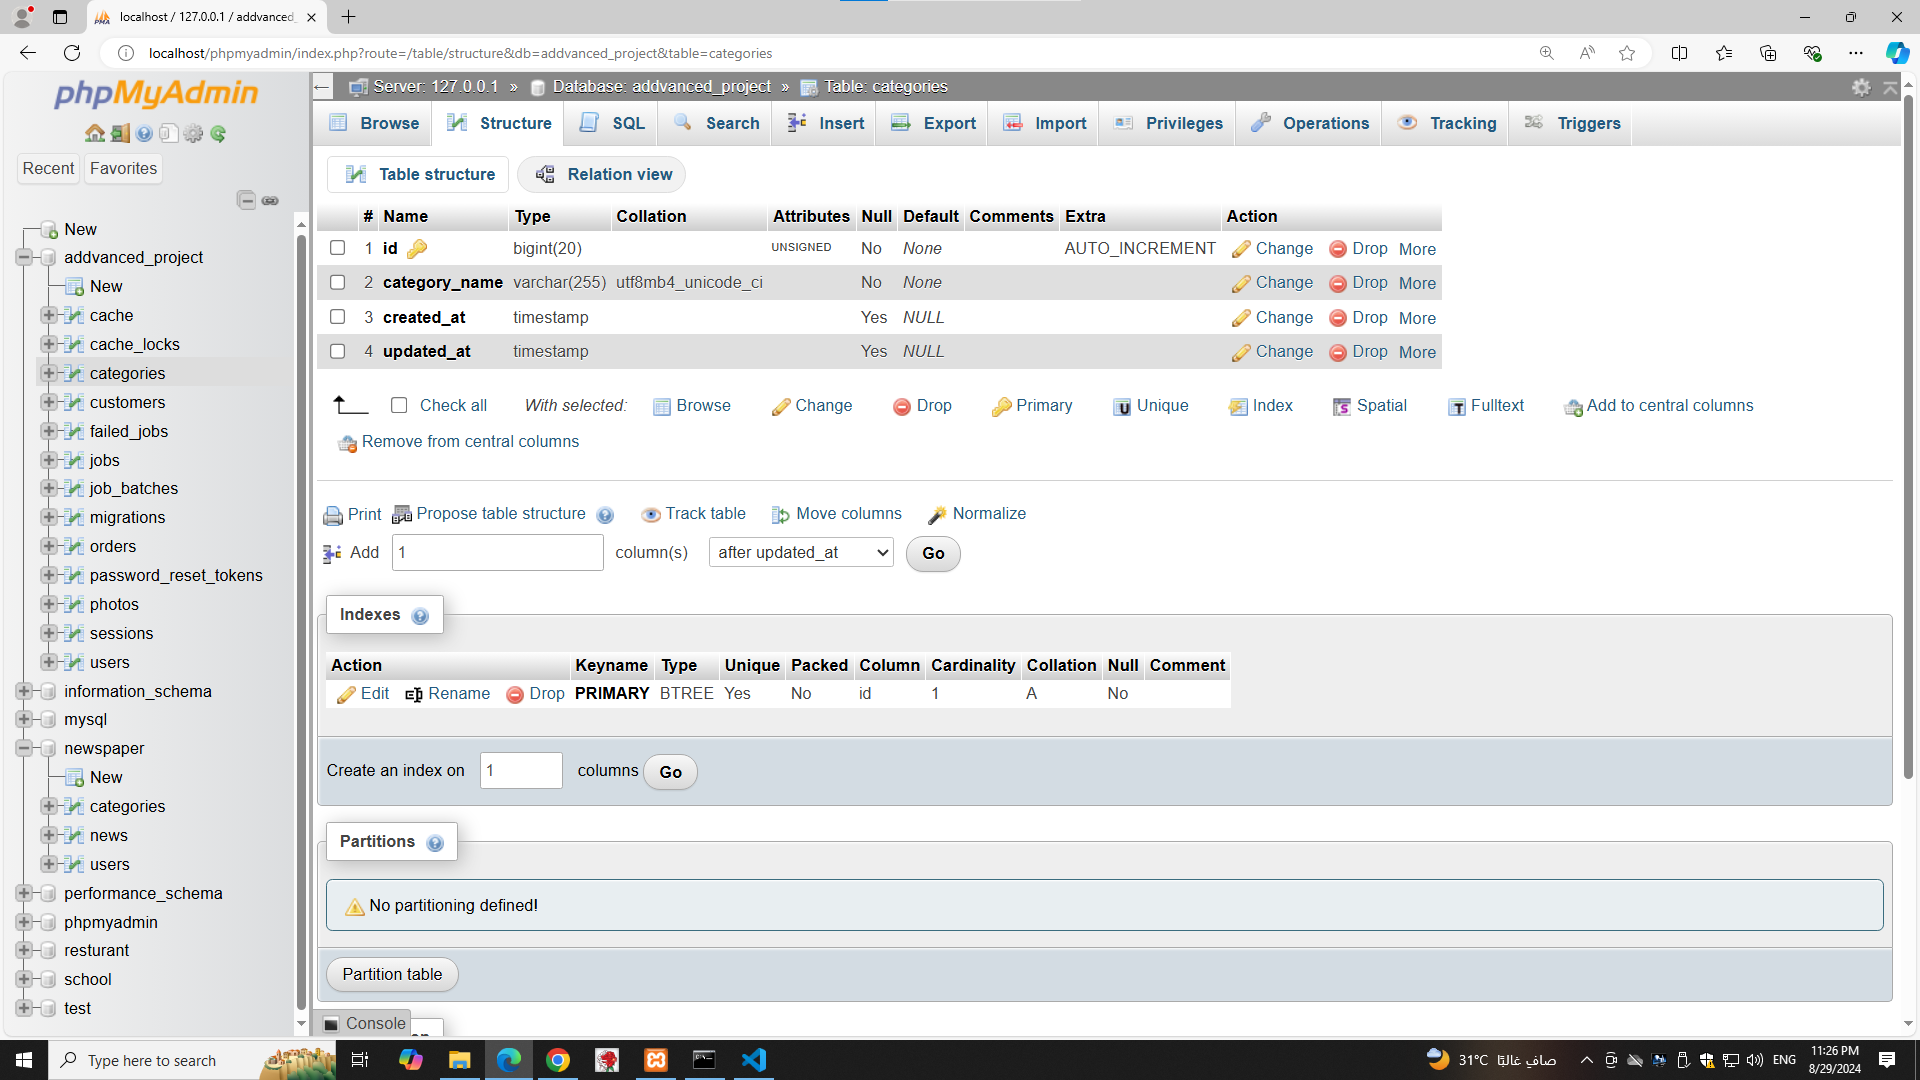 localhost / 127.0.0.1 / addvanced_
localhost/phpmyadmin/index.php?route=/table/structure&db=addvanced_project&table=categories
phpMyAdmin
Recent
Favorites
New
addvanced_project
New
cache
cache_locks
categories
customers
failed_jobs
jobs
job_batches
migrations
orders
password_reset_tokens
photos
sessions
users
information_schema
mysql
newspaper
New
categories
news
users
performance_schema
phpmyadmin
resturant
school
test
Server: 127.0.0.1 » Database: addvanced_project » Table: categories
Browse Structure SQL Search Insert Export Import Privileges Operations Tracking Triggers
Table structure Relation view
# Name Type Collation Attributes Null Default Comments Extra Action
1 id bigint(20) UNSIGNED No None AUTO_INCREMENT Change Drop More
2 category_name varchar(255) utf8mb4_unicode_ci No None Change Drop More
3 created_at timestamp Yes NULL Change Drop More
4 updated_at timestamp Yes NULL Change Drop More
Check all With selected: Browse Change Drop Primary Unique Index Spatial Fulltext Add to central columns
Remove from central columns
Print Propose table structure Track table Move columns Normalize
Add 1 column(s) after updated_at Go
Indexes
Action Keyname Type Unique Packed Column Cardinality Collation Null Comment
Edit Rename Drop PRIMARY BTREE Yes No id 1 A No
Create an index on 1 columns Go
Partitions
No partitioning defined!
Partition table
Console
Type here to search
31°C صاف غالبًا
ENG
11:26 PM
8/29/2024